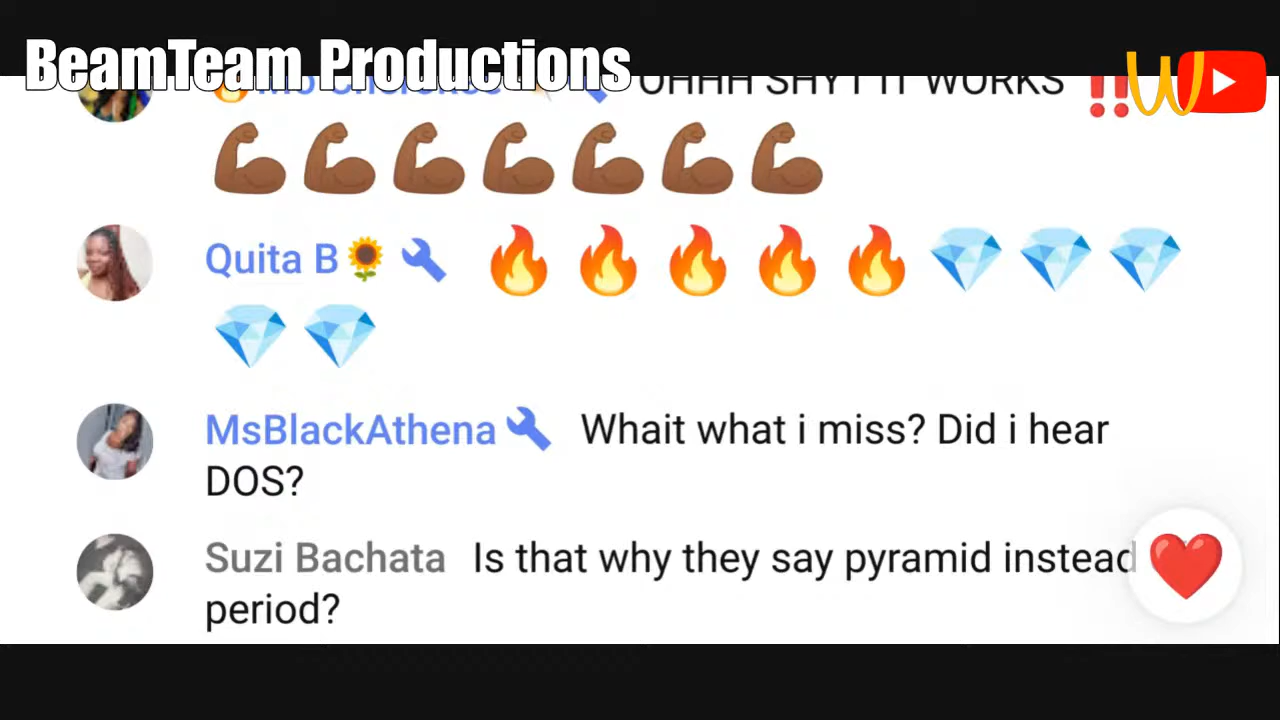 BeamTeam Productions
OHHH SHYT IT WORKS ‼️
💪🏾💪🏾💪🏾💪🏾💪🏾💪🏾💪🏾
Quita B🌻🔧 🔥🔥🔥🔥🔥💎💎💎
💎💎
MsBlackAthena🔧 Whait what i miss? Did i hear
DOS?
Suzi Bachata Is that why they say pyramid instead
period?